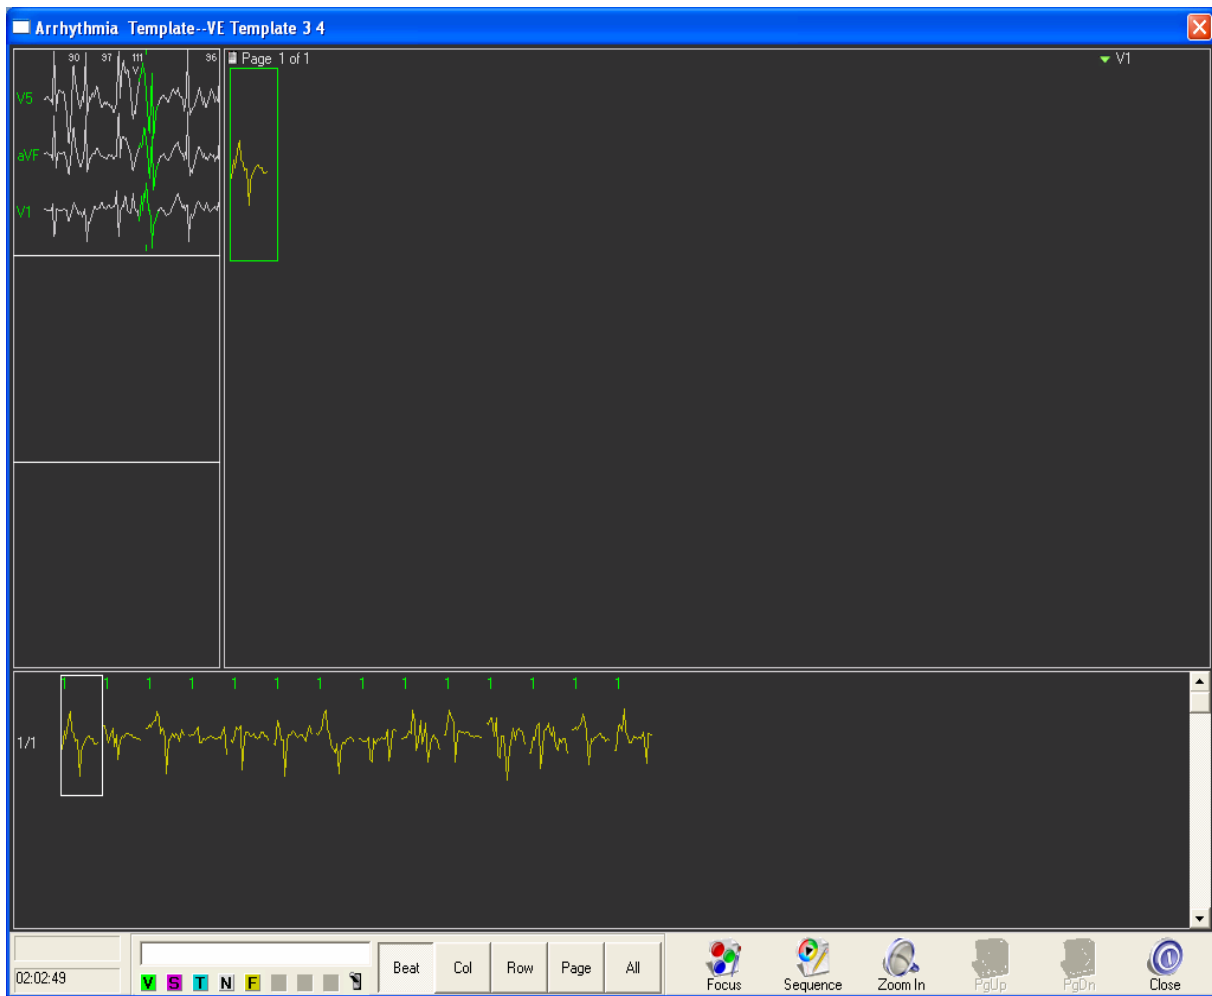 Arrhythmia Template--VE Template 3 4
90 97 111 96
V
V5
aVF
V1
Page 1 of 1
V1
1 1 1 1 1 1 1 1 1 1 1 1 1 1
1/1
02:02:49
V S T N F
Beat Col Row Page All
Focus Sequence Zoom In PgUp PgDn Close